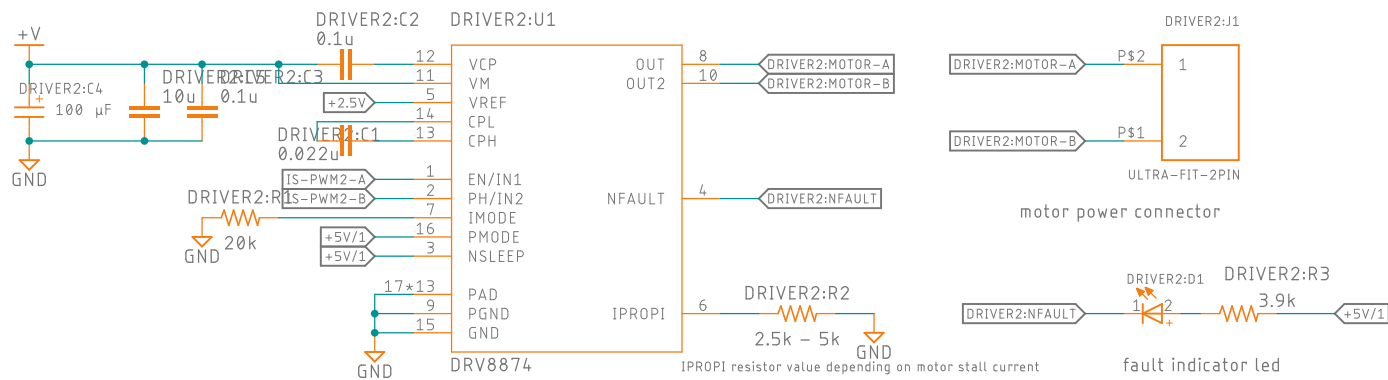 DRIVER2:C2
DRIVER2:U1
DRIVER2:J1
+V
0.1u
12
VCP
OUT
8
DRIVER2:MOTOR-A
DRIVER2:MOTOR-A
P$2
1
DRIVER2:C4
DRIVER2:C5
DRIVER2:C3
11
VM
OUT2
10
DRIVER2:MOTOR-B
+
100 µF
10u
0.1u
+2.5V
5
VREF
14
CPL
DRIVER2:C1
13
CPH
DRIVER2:MOTOR-B
P$1
2
0.022u
GND
IS-PWM2-A
1
EN/IN1
ULTRA-FIT-2PIN
DRIVER2:R1
IS-PWM2-B
2
PH/IN2
NFAULT
4
DRIVER2:NFAULT
7
IMODE
motor power connector
20k
GND
+5V/1
16
PMODE
+5V/1
3
NSLEEP
17*13
PAD
DRIVER2:R2
DRIVER2:D1
DRIVER2:R3
9
PGND
IPROPI
6
DRIVER2:NFAULT
1
2
+
3.9k
+5V/1
15
GND
2.5k - 5k
GND
GND
DRV8874
IPROPI resistor value depending on motor stall current
fault indicator led